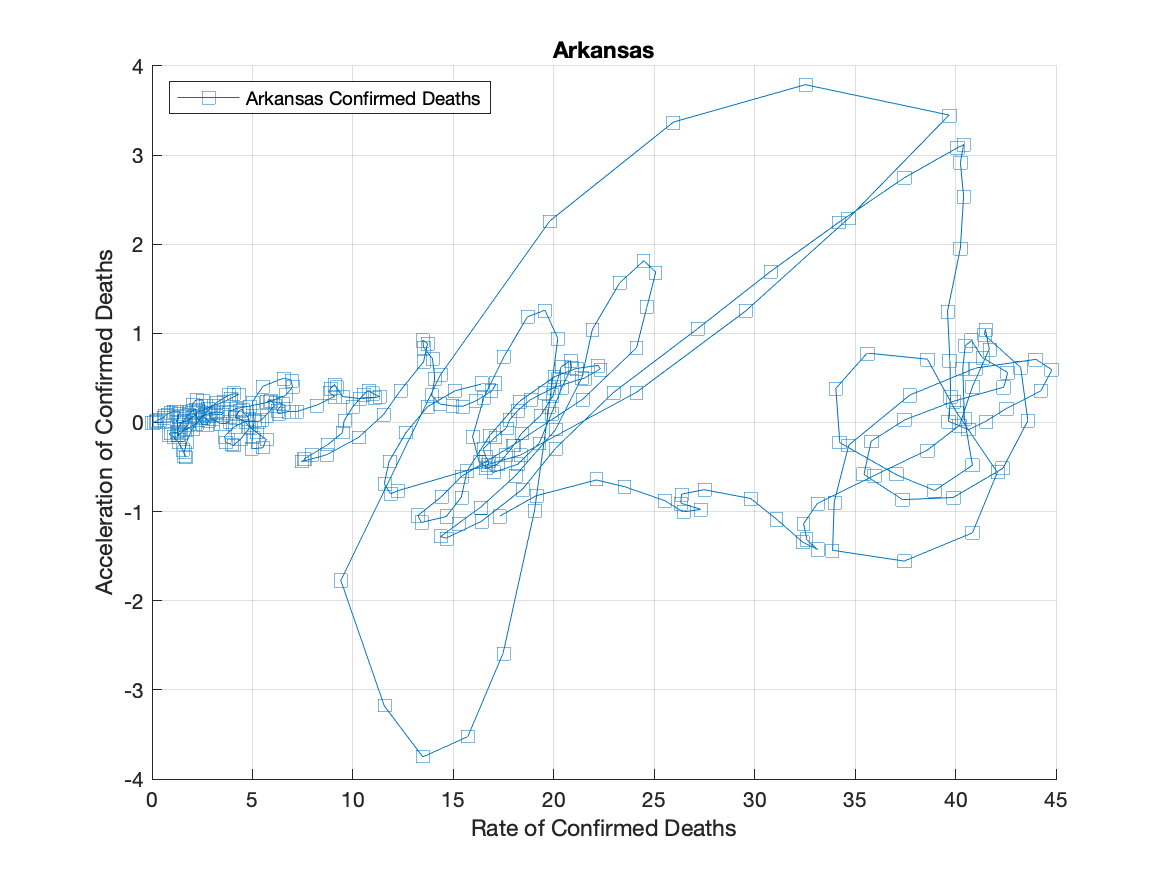 Arkansas
Arkansas Confirmed Deaths
4
3
2
1
0
-1
-2
-3
-4
Acceleration of Confirmed Deaths
0 5 10 15 20 25 30 35 40 45
Rate of Confirmed Deaths